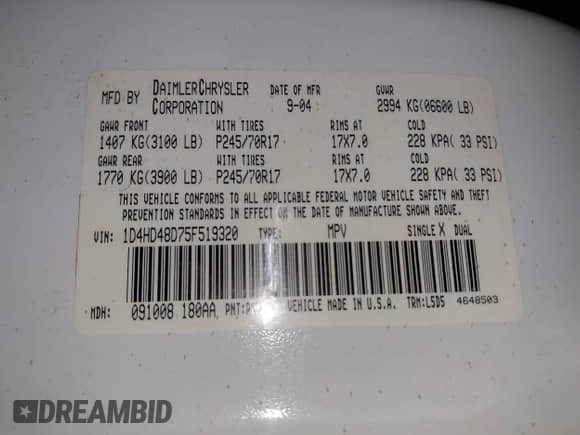 MFD BY DAIMLERCHRYSLER CORPORATION DATE OF MFR 9-04 GVWR 2994 KG(06600 LB)
GAWR FRONT WITH TIRES RIMS AT COLD
1407 KG(3100 LB) P245/70R17 17X7.0 228 KPA( 33 PSI)
GAWR REAR WITH TIRES RIMS AT COLD
1770 KG(3900 LB) P245/70R17 17X7.0 228 KPA( 33 PSI)
THIS VEHICLE CONFORMS TO ALL APPLICABLE FEDERAL MOTOR VEHICLE SAFETY AND THEFT
PREVENTION STANDARDS IN EFFECT ON THE DATE OF MANUFACTURE SHOWN ABOVE.
VIN: 1D4HD48D75F519320 TYPE: MPV SINGLE X DUAL
MDH: 091008 180AA PNT: VEHICLE MADE IN U.S.A. TRM:L5D5 4648503
DREAMBID